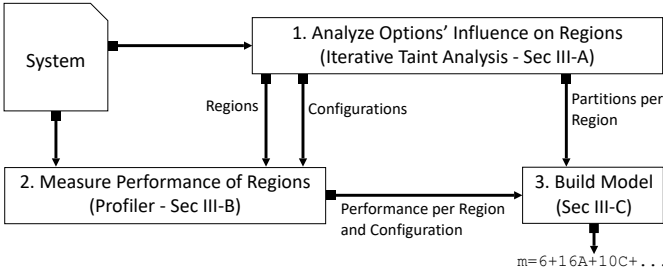 System
1. Analyze Options' Influence on Regions
(Iterative Taint Analysis - Sec III-A)
Regions
Configurations
Partitions per
Region
2. Measure Performance of Regions
(Profiler - Sec III-B)
Performance per Region
and Configuration
3. Build Model
(Sec III-C)
m=6+16A+10C+...